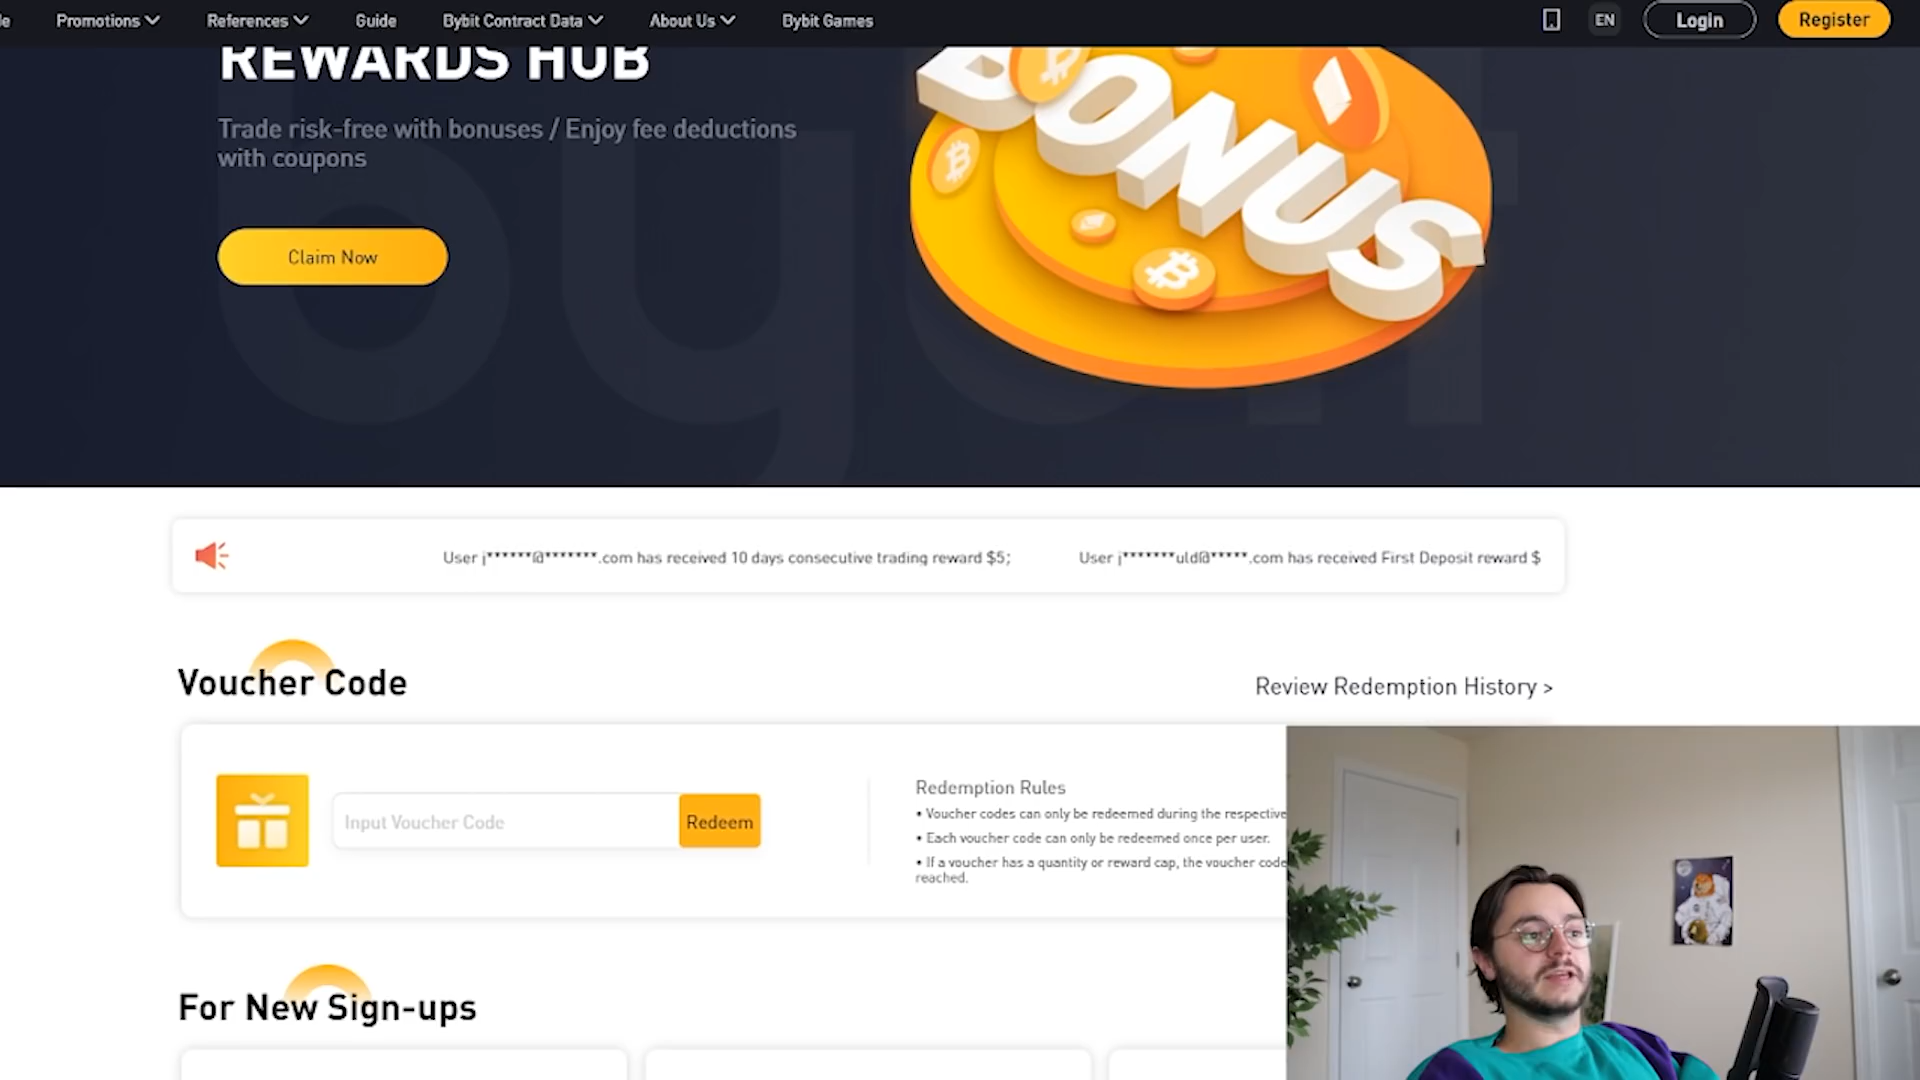 Promotions
References
Guide
Bybit Contract Data
About Us
Bybit Games
EN
Login
Register
REWARDS HUB
Trade risk-free with bonuses / Enjoy fee deductions
with coupons
Claim Now
BONUS
User j******@*******.com has received 10 days consecutive trading reward $5;
User j*******uld@*****.com has received First Deposit reward $
Voucher Code
Review Redemption History >
Input Voucher Code
Redeem
Redemption Rules
• Voucher codes can only be redeemed during the respective
• Each voucher code can only be redeemed once per user.
• If a voucher has a quantity or reward cap, the voucher code
reached.
For New Sign-ups